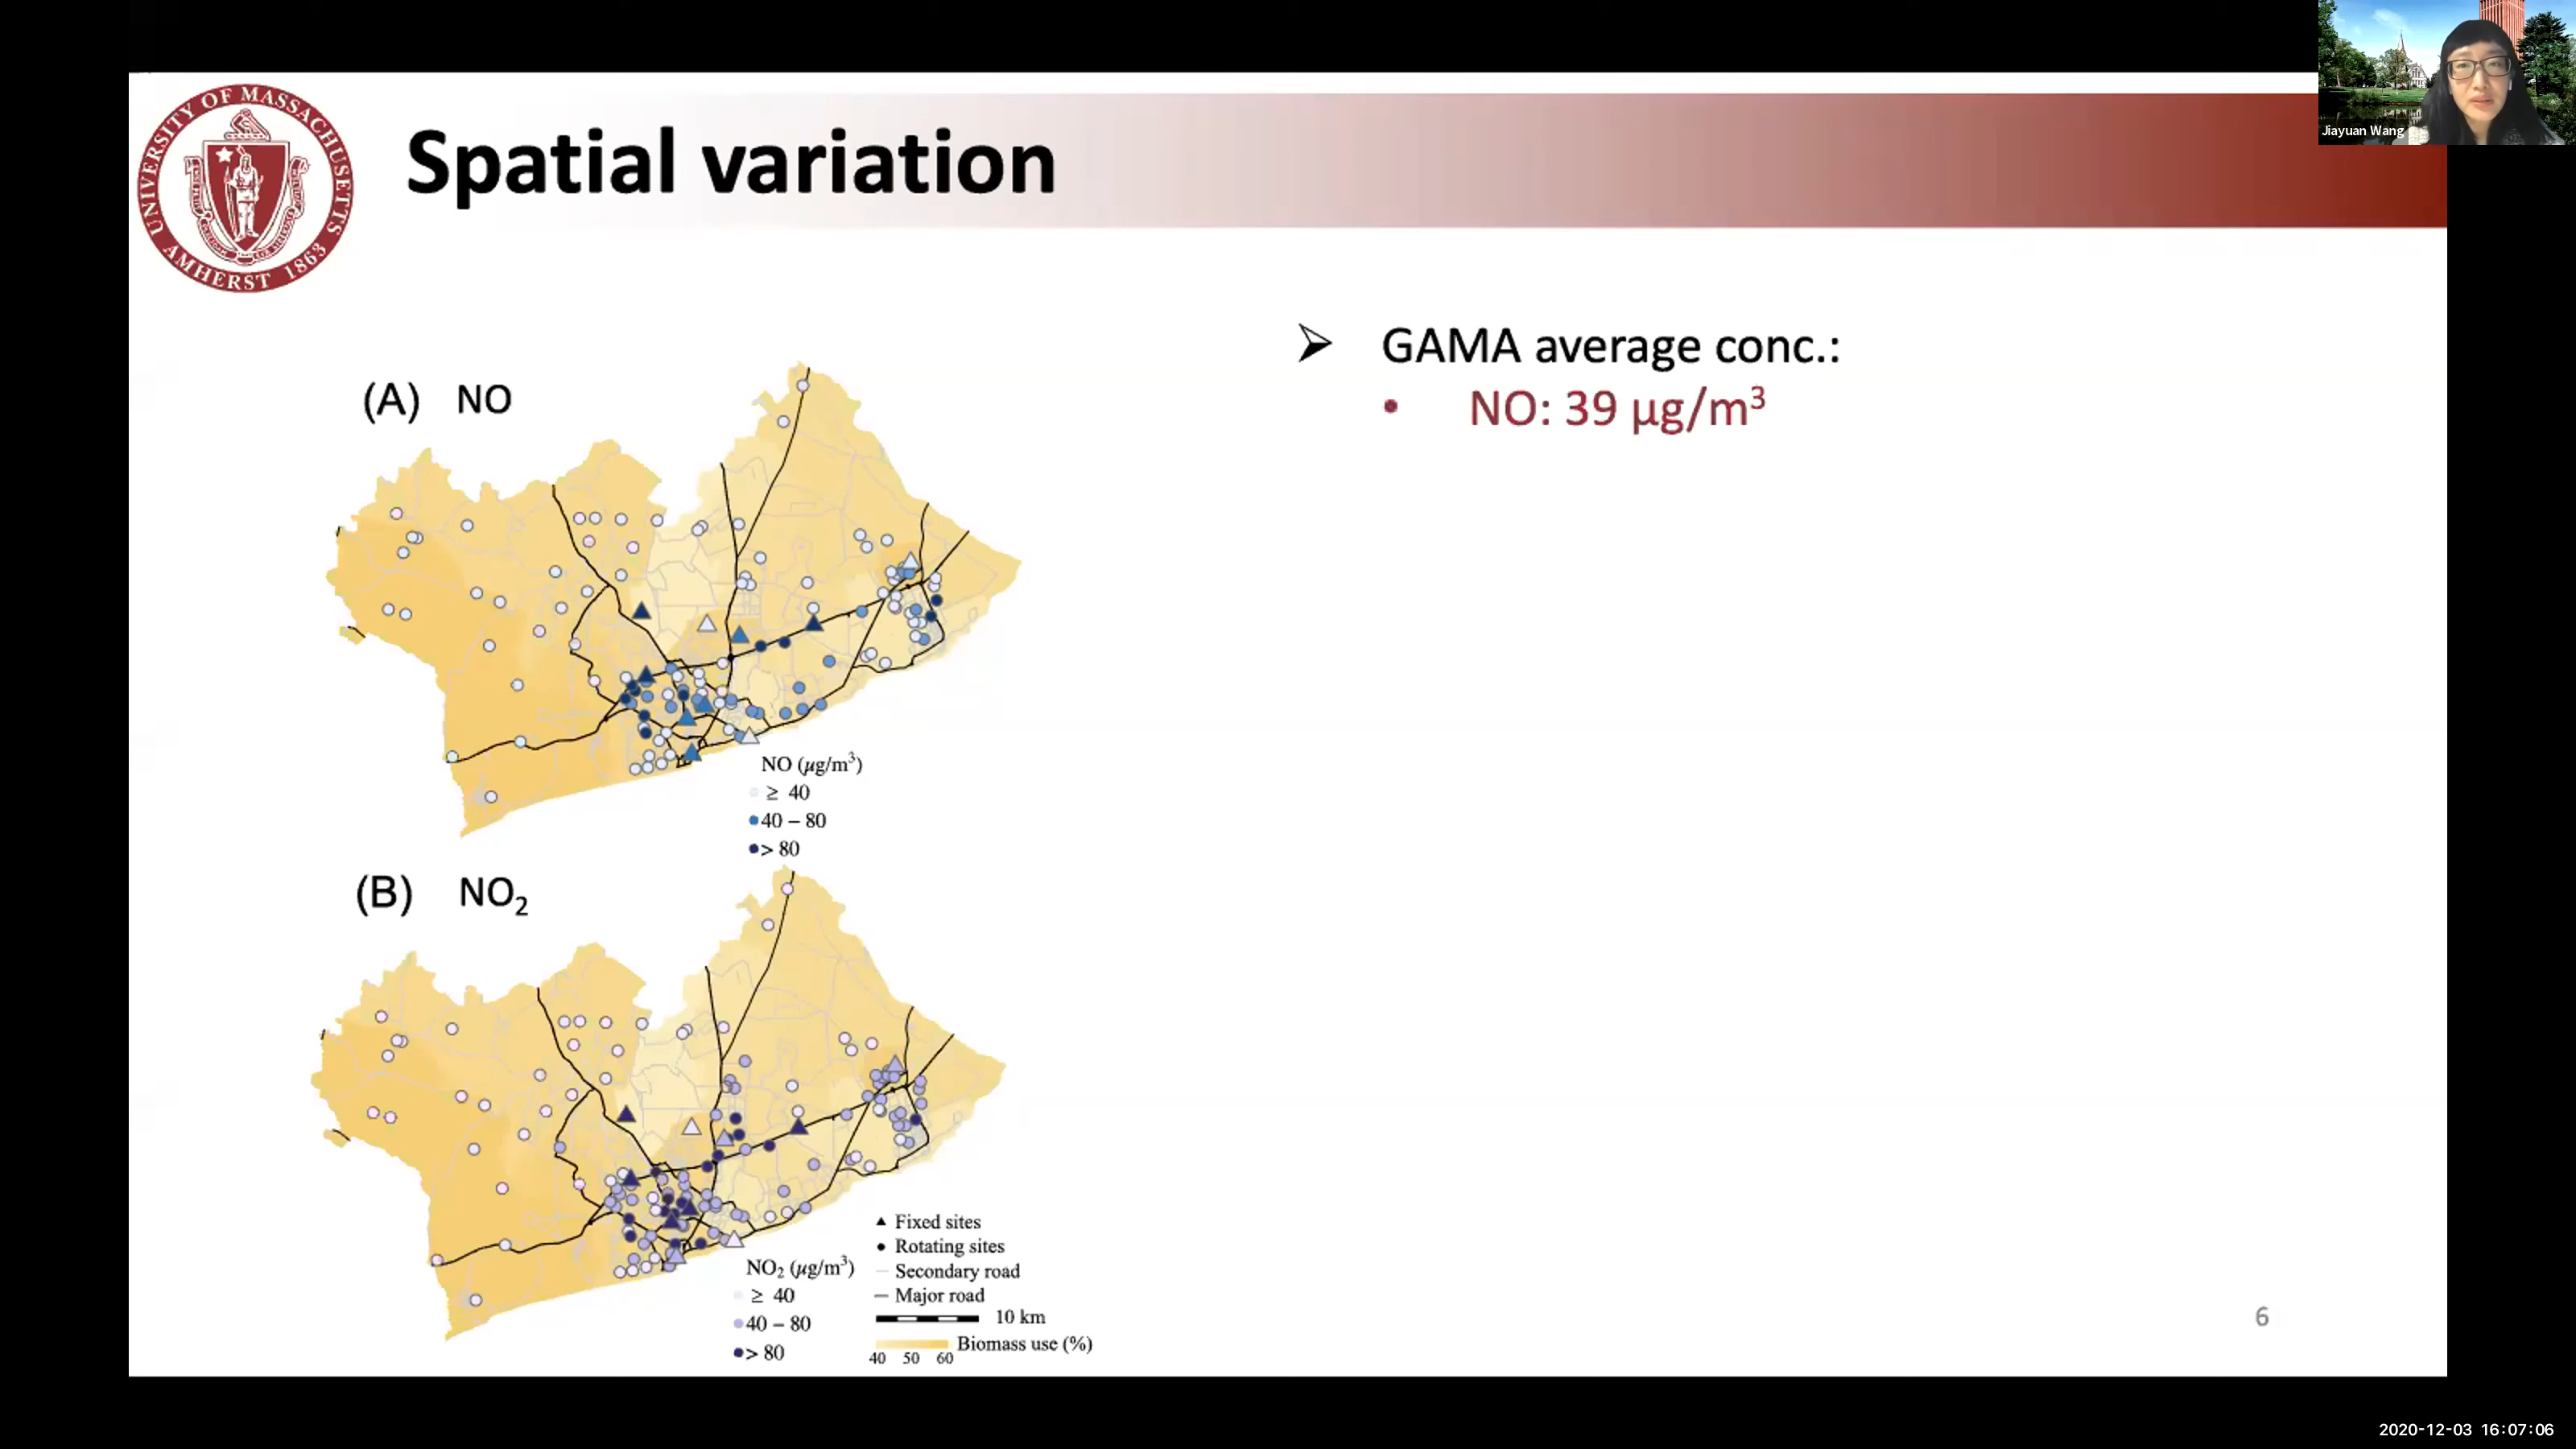 Jiayuan Wang
UNIVERSITY OF MASSACHUSETTS
AMHERST 1863
Spatial variation
➢ GAMA average conc.:
• NO: 39 µg/m³
(A) NO
NO (µg/m³)
≥ 40
40 – 80
> 80
(B) NO₂
NO₂ (µg/m³)
≥ 40
40 – 80
> 80
Fixed sites
Rotating sites
Secondary road
Major road
10 km
Biomass use (%)
40 50 60
6
2020-12-03 16:07:06